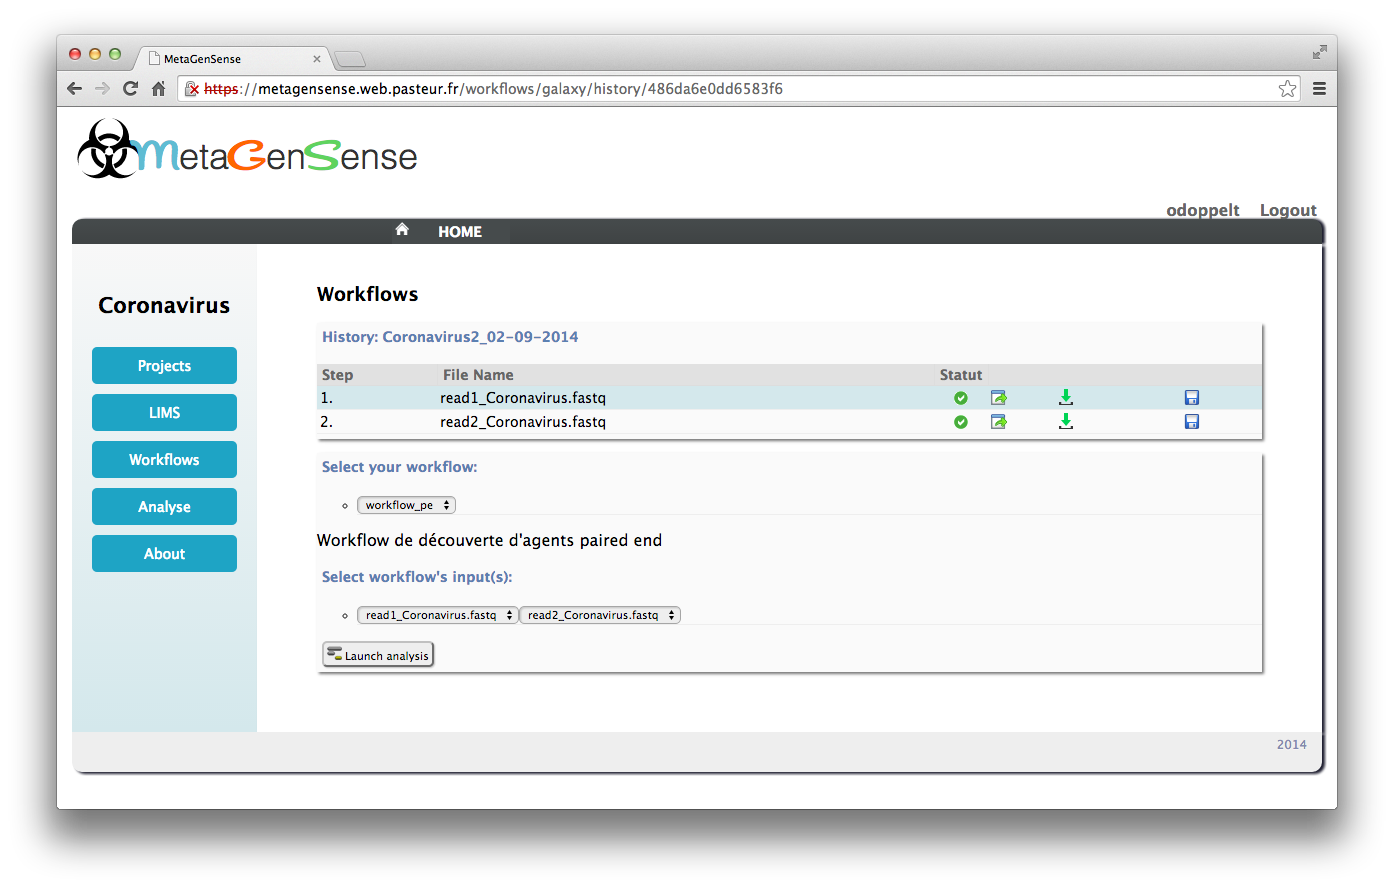 MetaGenSense
https://metagensense.web.pasteur.fr/workflows/galaxy/history/486da6e0dd6583f6
MetaGenSense
odoppelt Logout
HOME
Coronavirus
Projects
LIMS
Workflows
Analyse
About
Workflows
History: Coronavirus2_02-09-2014
Step File Name Statut
1. read1_Coronavirus.fastq
2. read2_Coronavirus.fastq
Select your workflow:
workflow_pe
Workflow de découverte d'agents paired end
Select workflow's input(s):
read1_Coronavirus.fastq read2_Coronavirus.fastq
Launch analysis
2014